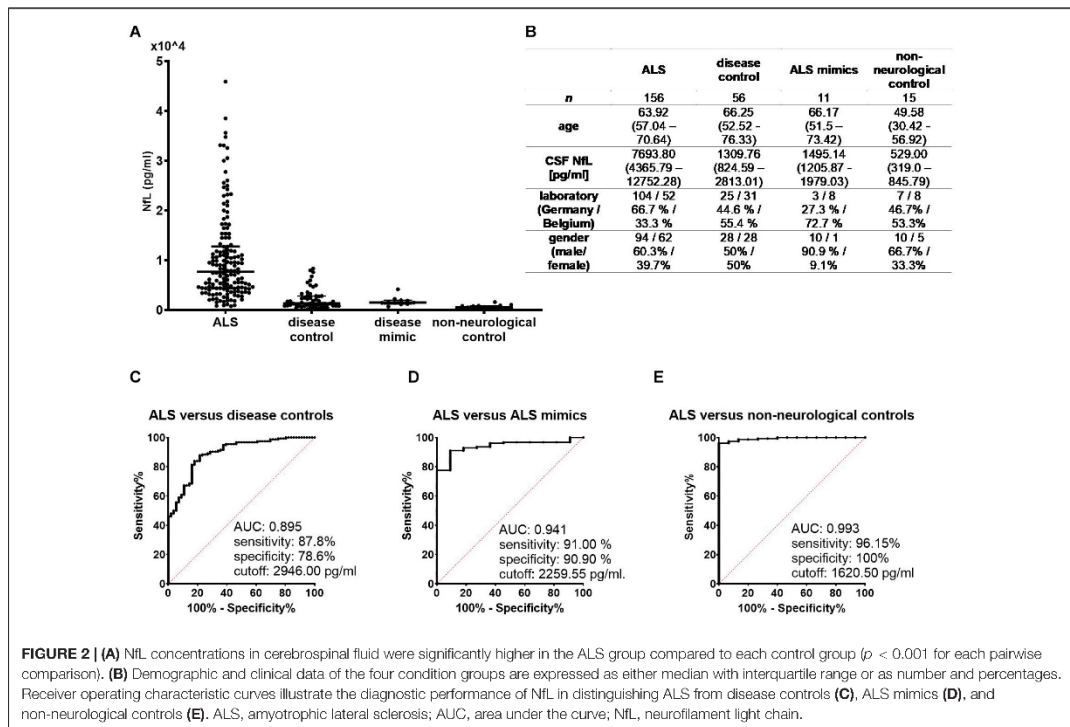 A
x10^4
5
4
3
2
1
0
NfL (pg/ml)
ALS
disease control
disease mimic
non-neurological control
B
ALS
disease control
ALS mimics
non-neurological control
n
156
56
11
15
age
63.92 (57.04 – 70.64)
66.25 (52.52 - 76.33)
66.17 (51.5 – 73.42)
49.58 (30.42 - 56.92)
CSF NfL [pg/ml]
7693.80 (4365.79 – 12752.28)
1309.76 (824.59 – 2813.01)
1495.14 (1205.87 - 1979.03)
529.00 (319.0 – 845.79)
laboratory (Germany / Belgium)
104 / 52 66.7 % / 33.3 %
25 / 31 44.6 % / 55.4 %
3 / 8 27.3 % / 72.7 %
7 / 8 46.7% / 53.3%
gender (male/ female)
94 / 62 60.3% / 39.7%
28 / 28 50% / 50%
10 / 1 90.9 % / 9.1%
10 / 5 66.7% / 33.3%
C
ALS versus disease controls
100
80
60
40
20
0
Sensitivity%
AUC: 0.895
sensitivity: 87.8%
specificity: 78.6%
cutoff: 2946.00 pg/ml
0 20 40 60 80 100
100% - Specificity%
D
ALS versus ALS mimics
100
80
60
40
20
0
Sensitivity%
AUC: 0.941
sensitivity: 91.00 %
specificity: 90.90 %
cutoff: 2259.55 pg/ml.
0 20 40 60 80 100
100% - Specificity%
E
ALS versus non-neurological controls
100
80
60
40
20
0
Sensitivity%
AUC: 0.993
sensitivity: 96.15%
specificity: 100%
cutoff: 1620.50 pg/ml
0 20 40 60 80 100
100% - Specificity%
FIGURE 2 | (A) NfL concentrations in cerebrospinal fluid were significantly higher in the ALS group compared to each control group (p < 0.001 for each pairwise
comparison). (B) Demographic and clinical data of the four condition groups are expressed as either median with interquartile range or as number and percentages.
Receiver operating characteristic curves illustrate the diagnostic performance of NfL in distinguishing ALS from disease controls (C), ALS mimics (D), and
non-neurological controls (E). ALS, amyotrophic lateral sclerosis; AUC, area under the curve; NfL, neurofilament light chain.